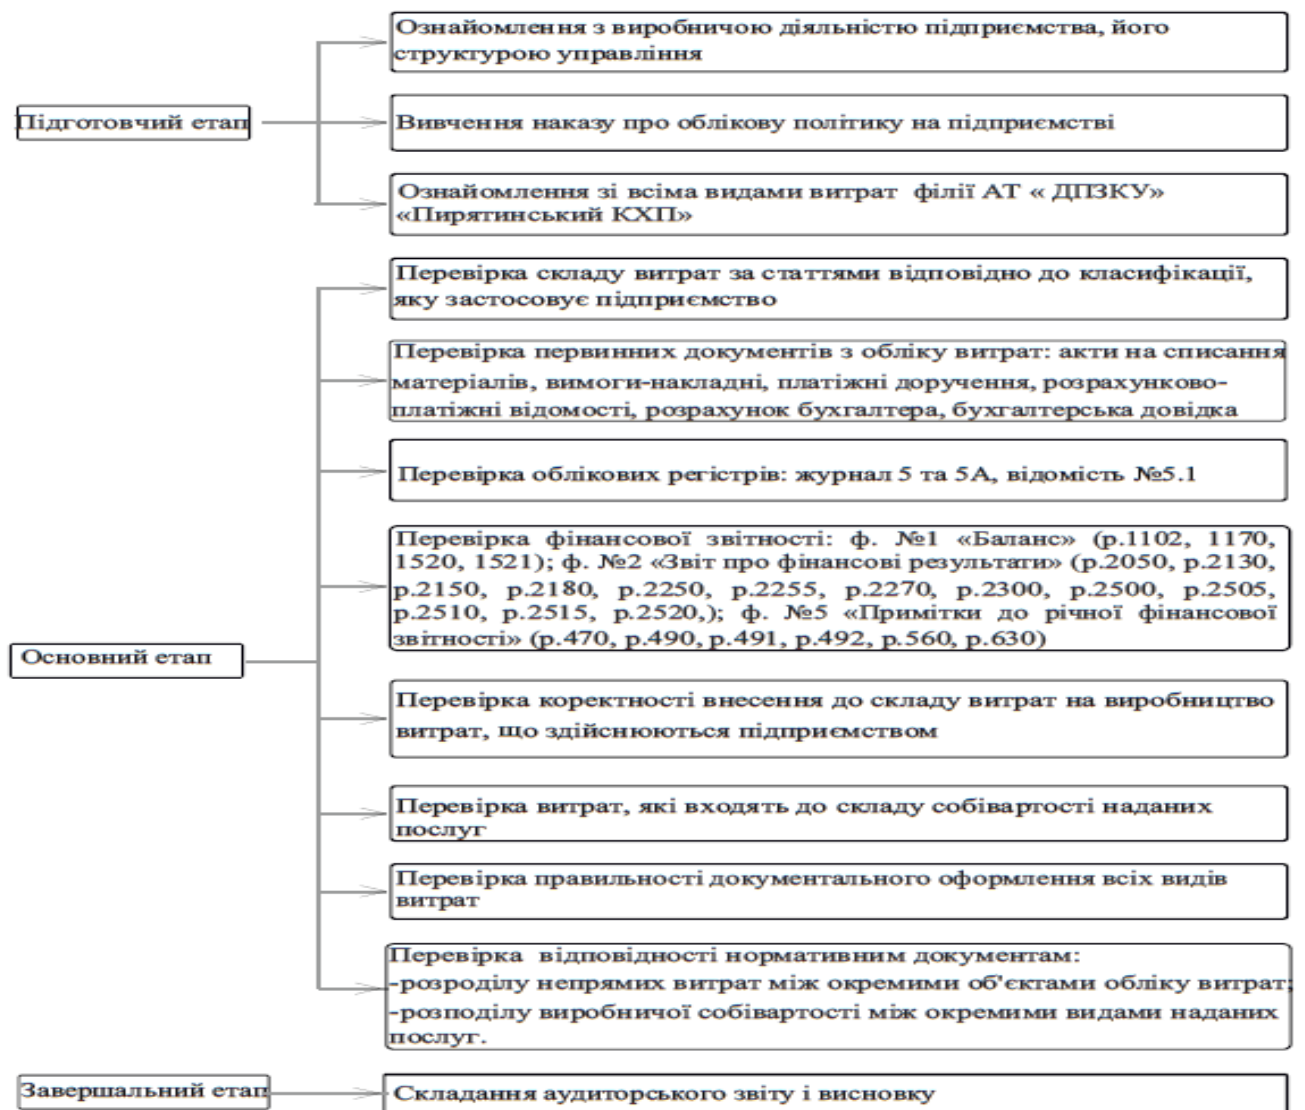 Ознайомлення з виробничою діяльністю підприємства, його
структурою управління
Підготовчий етап
Вивчення наказу про облікову політику на підприємстві
Ознайомлення зі всіма видами витрат філії АТ « ДПЗКУ»
«Пирятинський КХП»
Перевірка складу витрат за статтями відповідно до класифікації,
яку застосовує підприємство
Перевірка первинних документів з обліку витрат: акти на списання
матеріалів, вимоги-накладні, платіжні доручення, розрахунково-
платіжні відомості, розрахунок бухгалтера, бухгалтерська довідка
Перевірка облікових регістрів: журнал 5 та 5А, відомість №5.1
Перевірка фінансової звітності: ф. №1 «Баланс» (р.1102, 1170,
1520, 1521); ф. №2 «Звіт про фінансові результати» (р.2050, р.2130,
р.2150, р.2180, р.2250, р.2255, р.2270, р.2300, р.2500, р.2505,
р.2510, р.2515, р.2520,); ф. №5 «Примітки до річної фінансової
звітності» (р.470, р.490, р.491, р.492, р.560, р.630)
Основний етап
Перевірка коректності внесення до складу витрат на виробництво
витрат, що здійснюються підприємством
Перевірка витрат, які входять до складу собівартості наданих
послуг
Перевірка правильності документального оформлення всіх видів
витрат
Перевірка відповідності нормативним документам:
-розроділу непрямих витрат між окремими об'єктами обліку витрат;
-розподілу виробничої собівартості між окремими видами наданих
послуг.
Завершальний етап
Складання аудиторського звіту і висновку